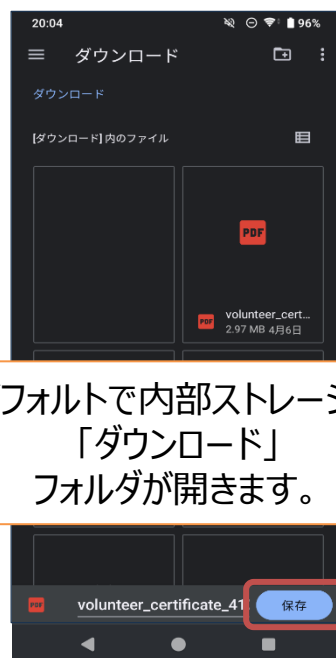 20:04 96%
ダウンロード
ダウンロード
[ダウンロード] 内のファイル
PDF
PDF volunteer_cert...
2.97 MB 4月6日
フォルトで内部ストレージ
「ダウンロード」
フォルダが開きます。
PDF volunteer_certificate_41 保存